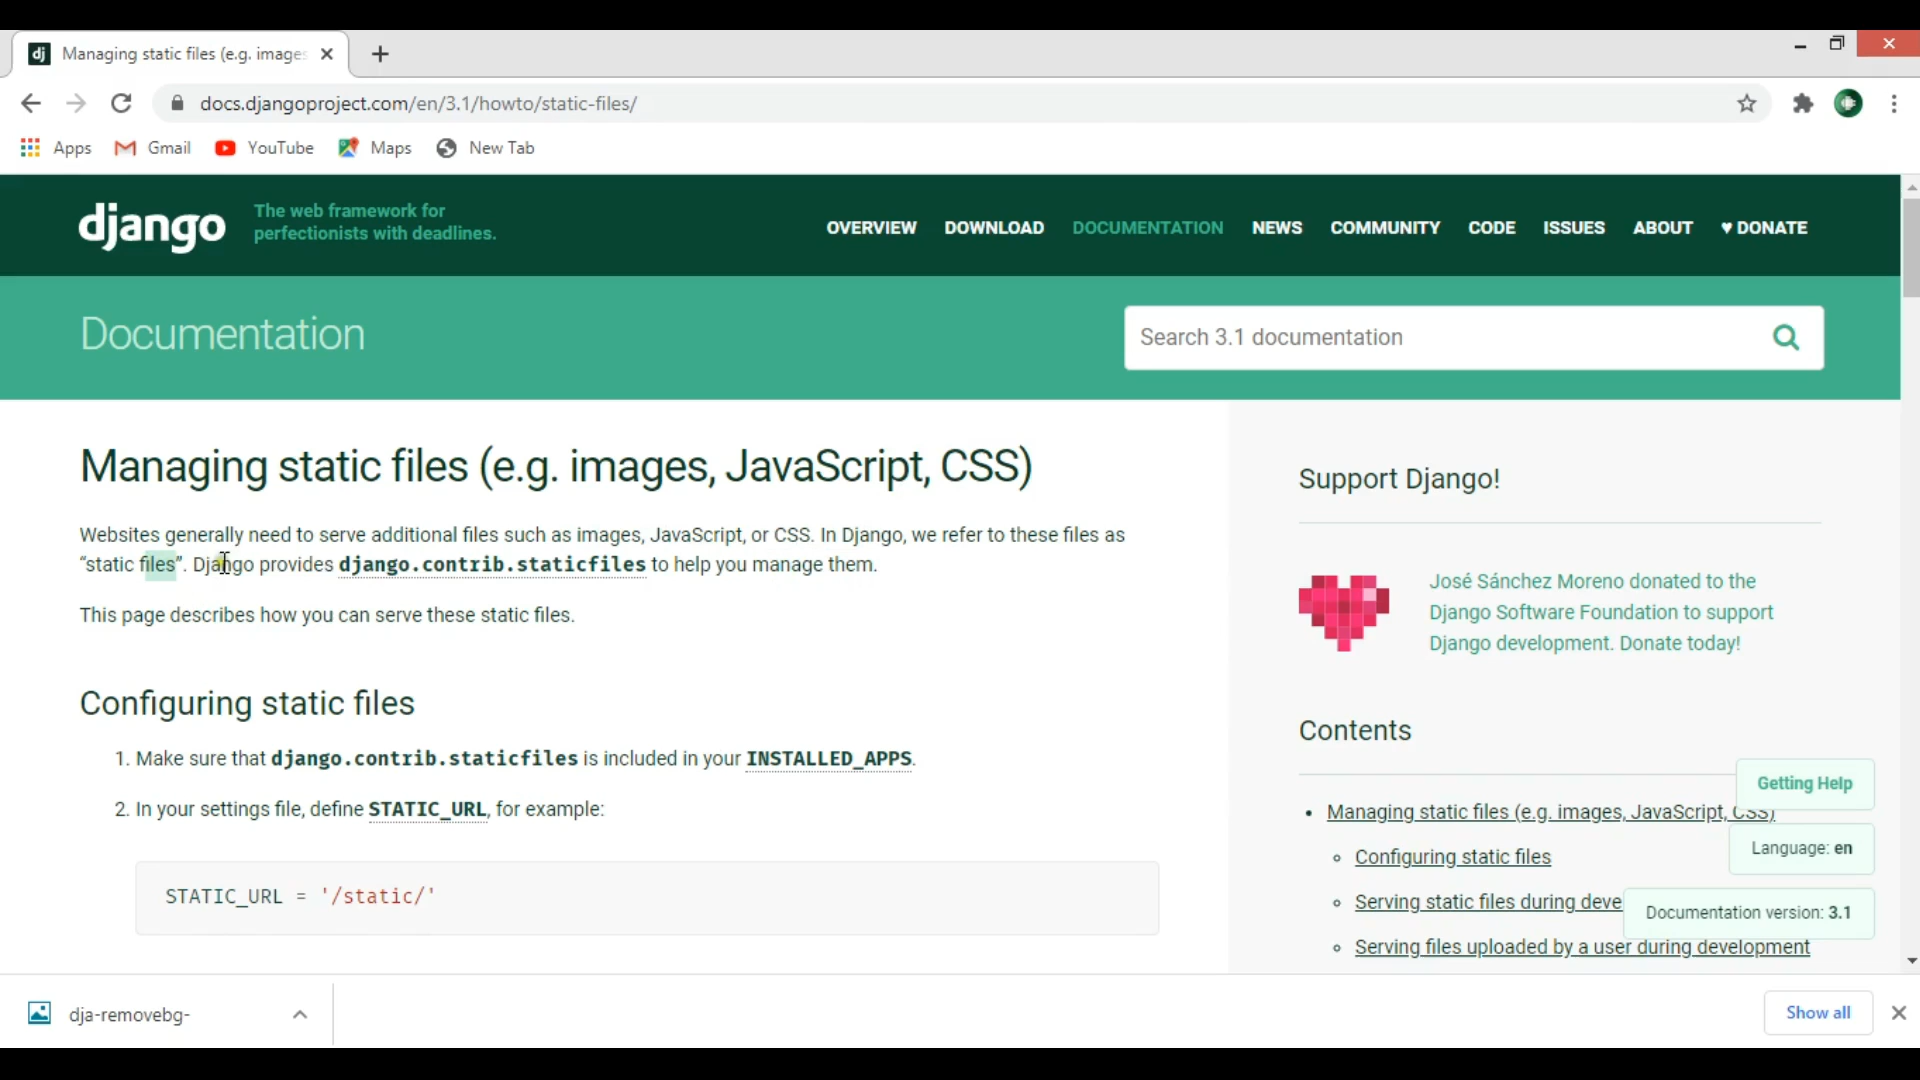 dj Managing static files (e.g. images
docs.djangoproject.com/en/3.1/howto/static-files/
Apps Gmail YouTube Maps New Tab
django The web framework for
perfectionists with deadlines.
OVERVIEW DOWNLOAD DOCUMENTATION NEWS COMMUNITY CODE ISSUES ABOUT ♥ DONATE
Documentation
Search 3.1 documentation
Managing static files (e.g. images, JavaScript, CSS)
Websites generally need to serve additional files such as images, JavaScript, or CSS. In Django, we refer to these files as
“static files”. Django provides django.contrib.staticfiles to help you manage them.
This page describes how you can serve these static files.
Configuring static files
1. Make sure that django.contrib.staticfiles is included in your INSTALLED_APPS.
2. In your settings file, define STATIC_URL, for example:
STATIC_URL = '/static/'
Support Django!
José Sánchez Moreno donated to the
Django Software Foundation to support
Django development. Donate today!
Contents
Getting Help
• Managing static files (e.g. images, JavaScript, CSS)
Language: en
◦ Configuring static files
◦ Serving static files during deve
Documentation version: 3.1
◦ Serving files uploaded by a user during development
dja-removebg-
Show all